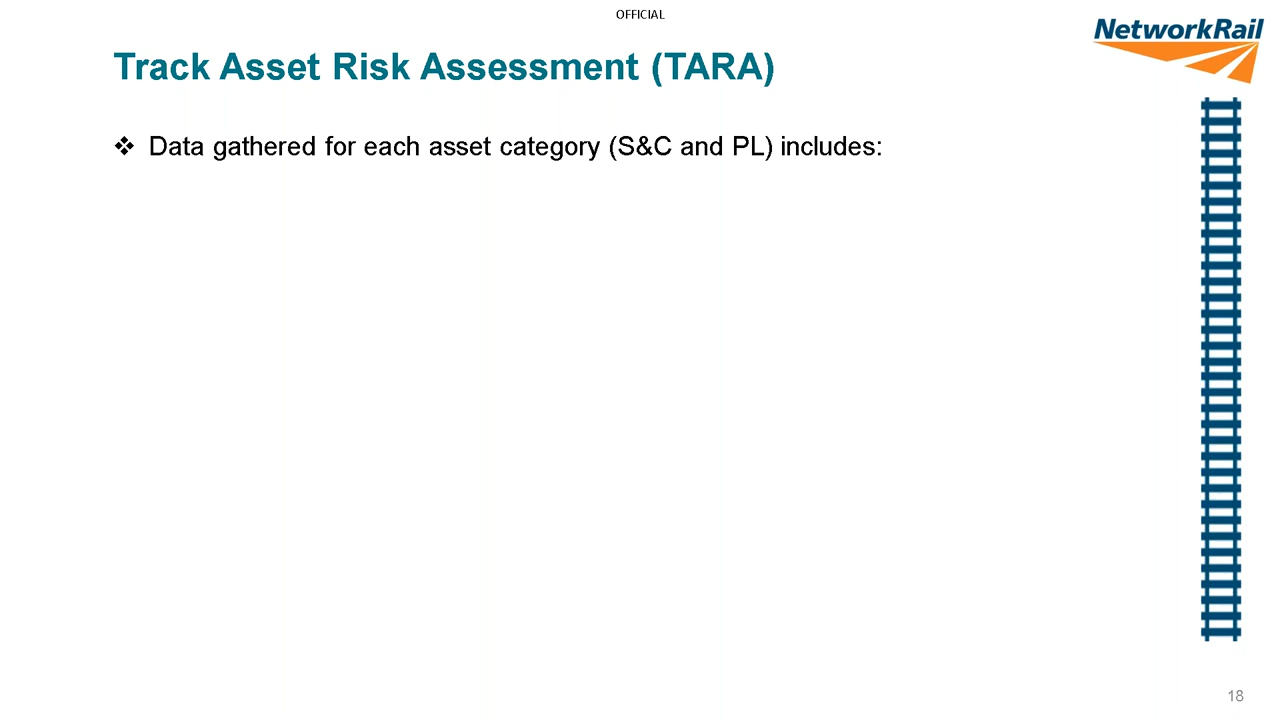 OFFICIAL
NetworkRail
Track Asset Risk Assessment (TARA)
❖ Data gathered for each asset category (S&C and PL) includes:
18